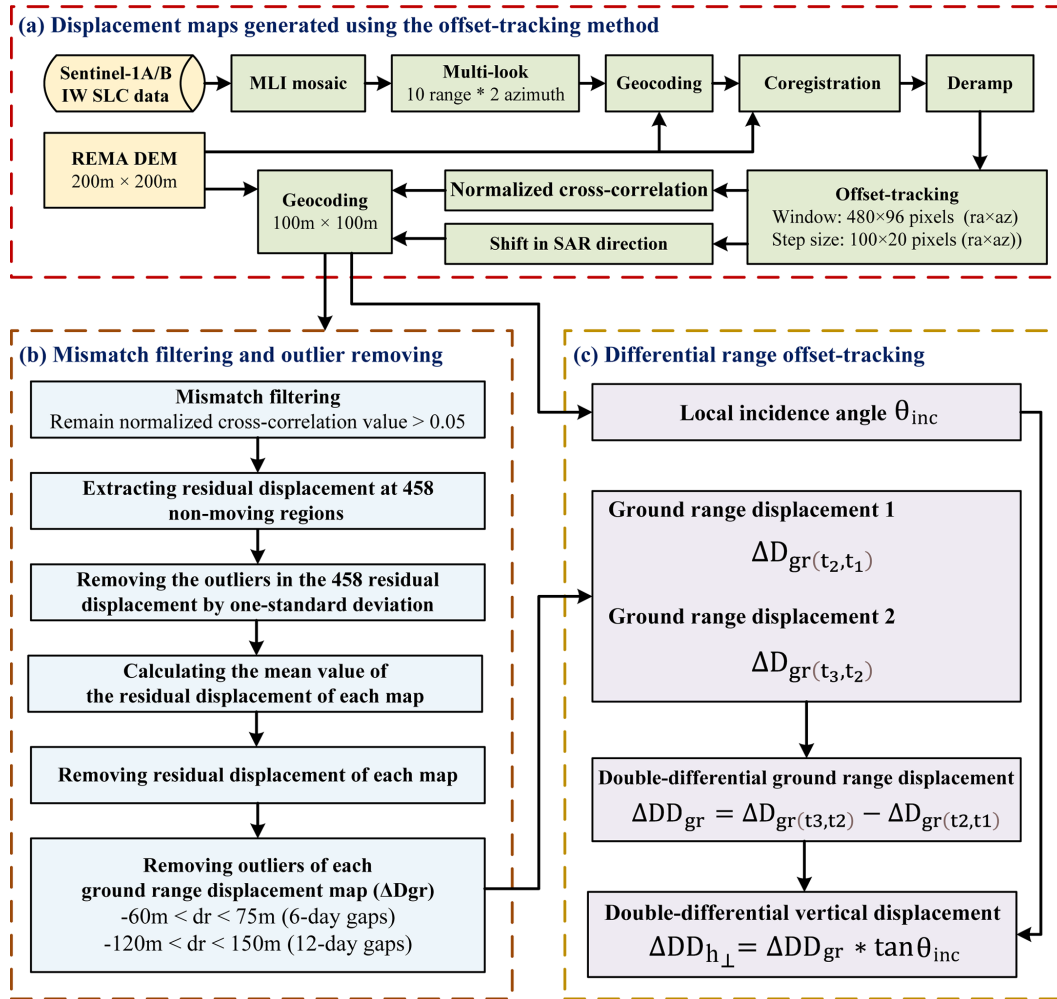 (a) Displacement maps generated using the offset-tracking method
Sentinel-1A/B
IW SLC data
MLI mosaic
Multi-look
10 range * 2 azimuth
Geocoding
Coregistration
Deramp
REMA DEM
200m × 200m
Geocoding
100m × 100m
Normalized cross-correlation
Shift in SAR direction
Offset-tracking
Window: 480×96 pixels (ra×az)
Step size: 100×20 pixels (ra×az))
(b) Mismatch filtering and outlier removing
Mismatch filtering
Remain normalized cross-correlation value > 0.05
Extracting residual displacement at 458
non-moving regions
Removing the outliers in the 458 residual
displacement by one-standard deviation
Calculating the mean value of
the residual displacement of each map
Removing residual displacement of each map
Removing outliers of each
ground range displacement map (ΔDgr)
-60m < dr < 75m (6-day gaps)
-120m < dr < 150m (12-day gaps)
(c) Differential range offset-tracking
Local incidence angle θinc
Ground range displacement 1
ΔDgr(t₂,t₁)
Ground range displacement 2
ΔDgr(t₃,t₂)
Double-differential ground range displacement
ΔDDgr = ΔDgr(t3,t2) − ΔDgr(t2,t1)
Double-differential vertical displacement
ΔDDh⊥ = ΔDDgr * tanθinc